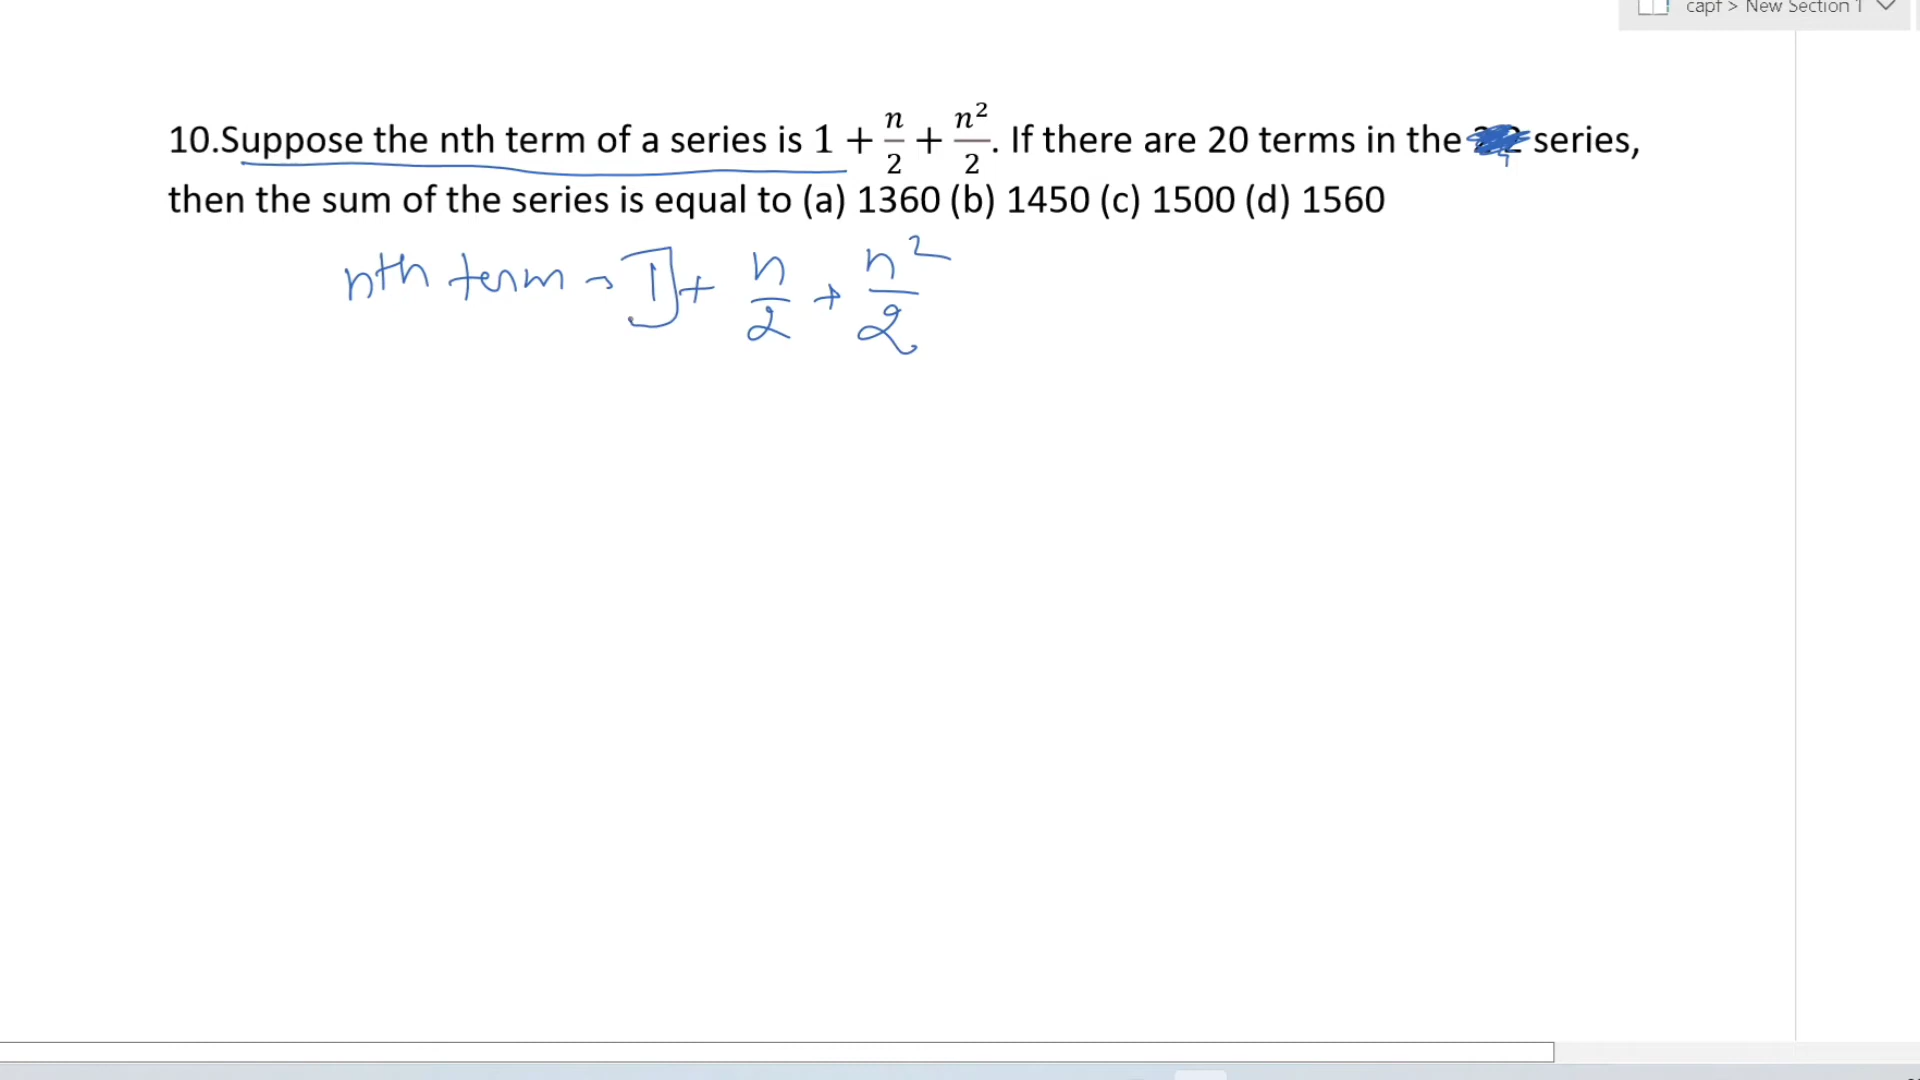 capf > New Section 1
10.Suppose the nth term of a series is 1 + n/2 + n²/2. If there are 20 terms in the series,
then the sum of the series is equal to (a) 1360 (b) 1450 (c) 1500 (d) 1560
nth term → 1 + n/2 + n²/2